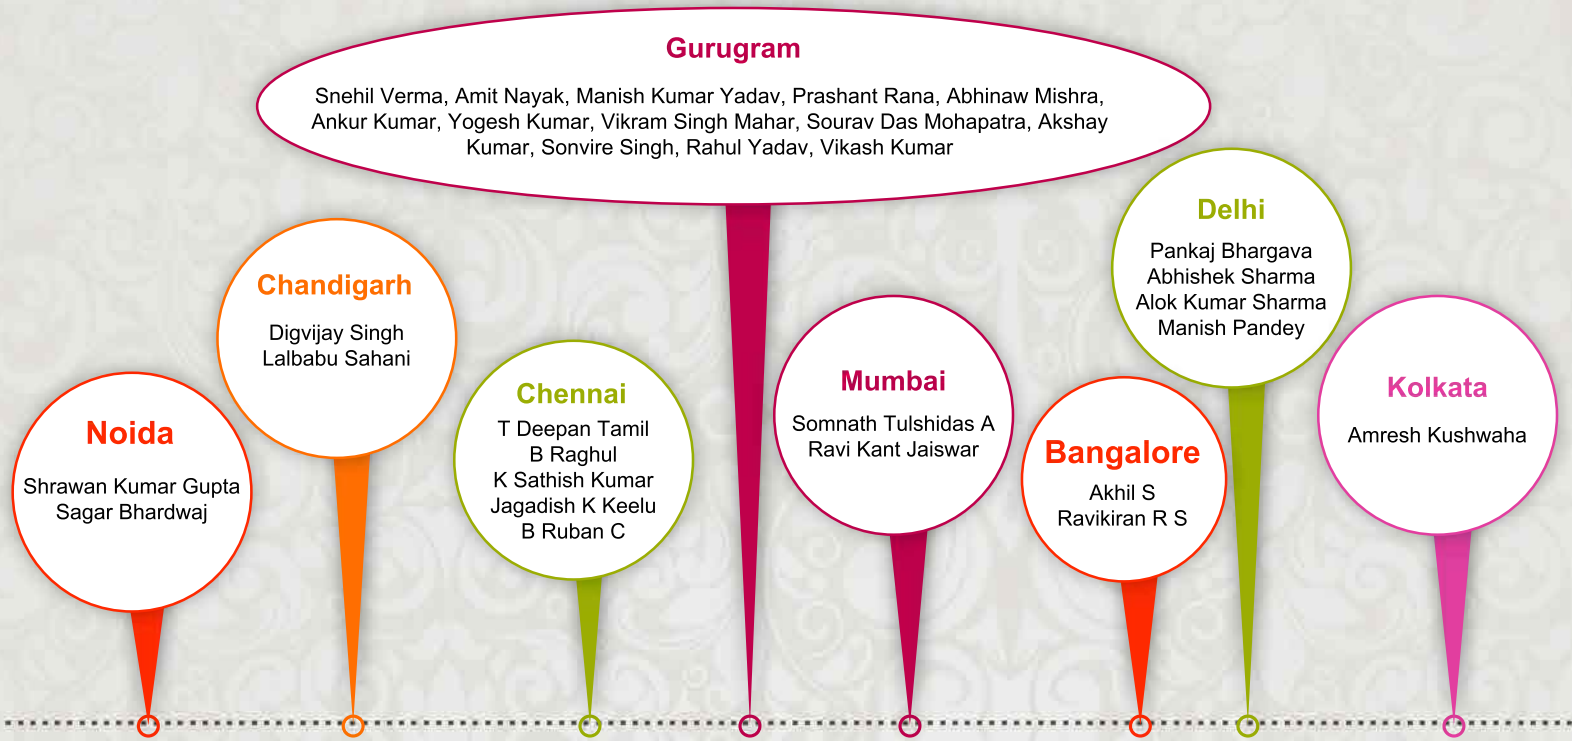 Gurugram
Snehil Verma, Amit Nayak, Manish Kumar Yadav, Prashant Rana, Abhinaw Mishra,
Ankur Kumar, Yogesh Kumar, Vikram Singh Mahar, Sourav Das Mohapatra, Akshay
Kumar, Sonvire Singh, Rahul Yadav, Vikash Kumar
Noida
Shrawan Kumar Gupta
Sagar Bhardwaj
Chandigarh
Digvijay Singh
Lalbabu Sahani
Chennai
T Deepan Tamil
B Raghul
K Sathish Kumar
Jagadish K Keelu
B Ruban C
Mumbai
Somnath Tulshidas A
Ravi Kant Jaiswar
Bangalore
Akhil S
Ravikiran R S
Delhi
Pankaj Bhargava
Abhishek Sharma
Alok Kumar Sharma
Manish Pandey
Kolkata
Amresh Kushwaha